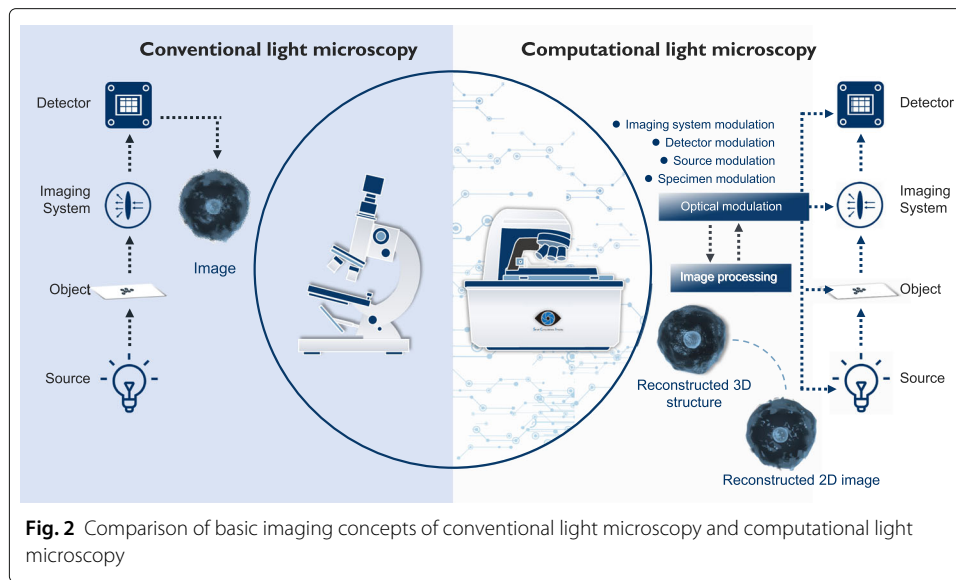 Conventional light microscopy
Computational light microscopy
Detector
Imaging
System
Object
Source
Image
● Imaging system modulation
● Detector modulation
● Source modulation
● Specimen modulation
Optical modulation
Image processing
Reconstructed 3D
structure
Reconstructed 2D image
Detector
Imaging
System
Object
Source
Fig. 2 Comparison of basic imaging concepts of conventional light microscopy and computational light
microscopy